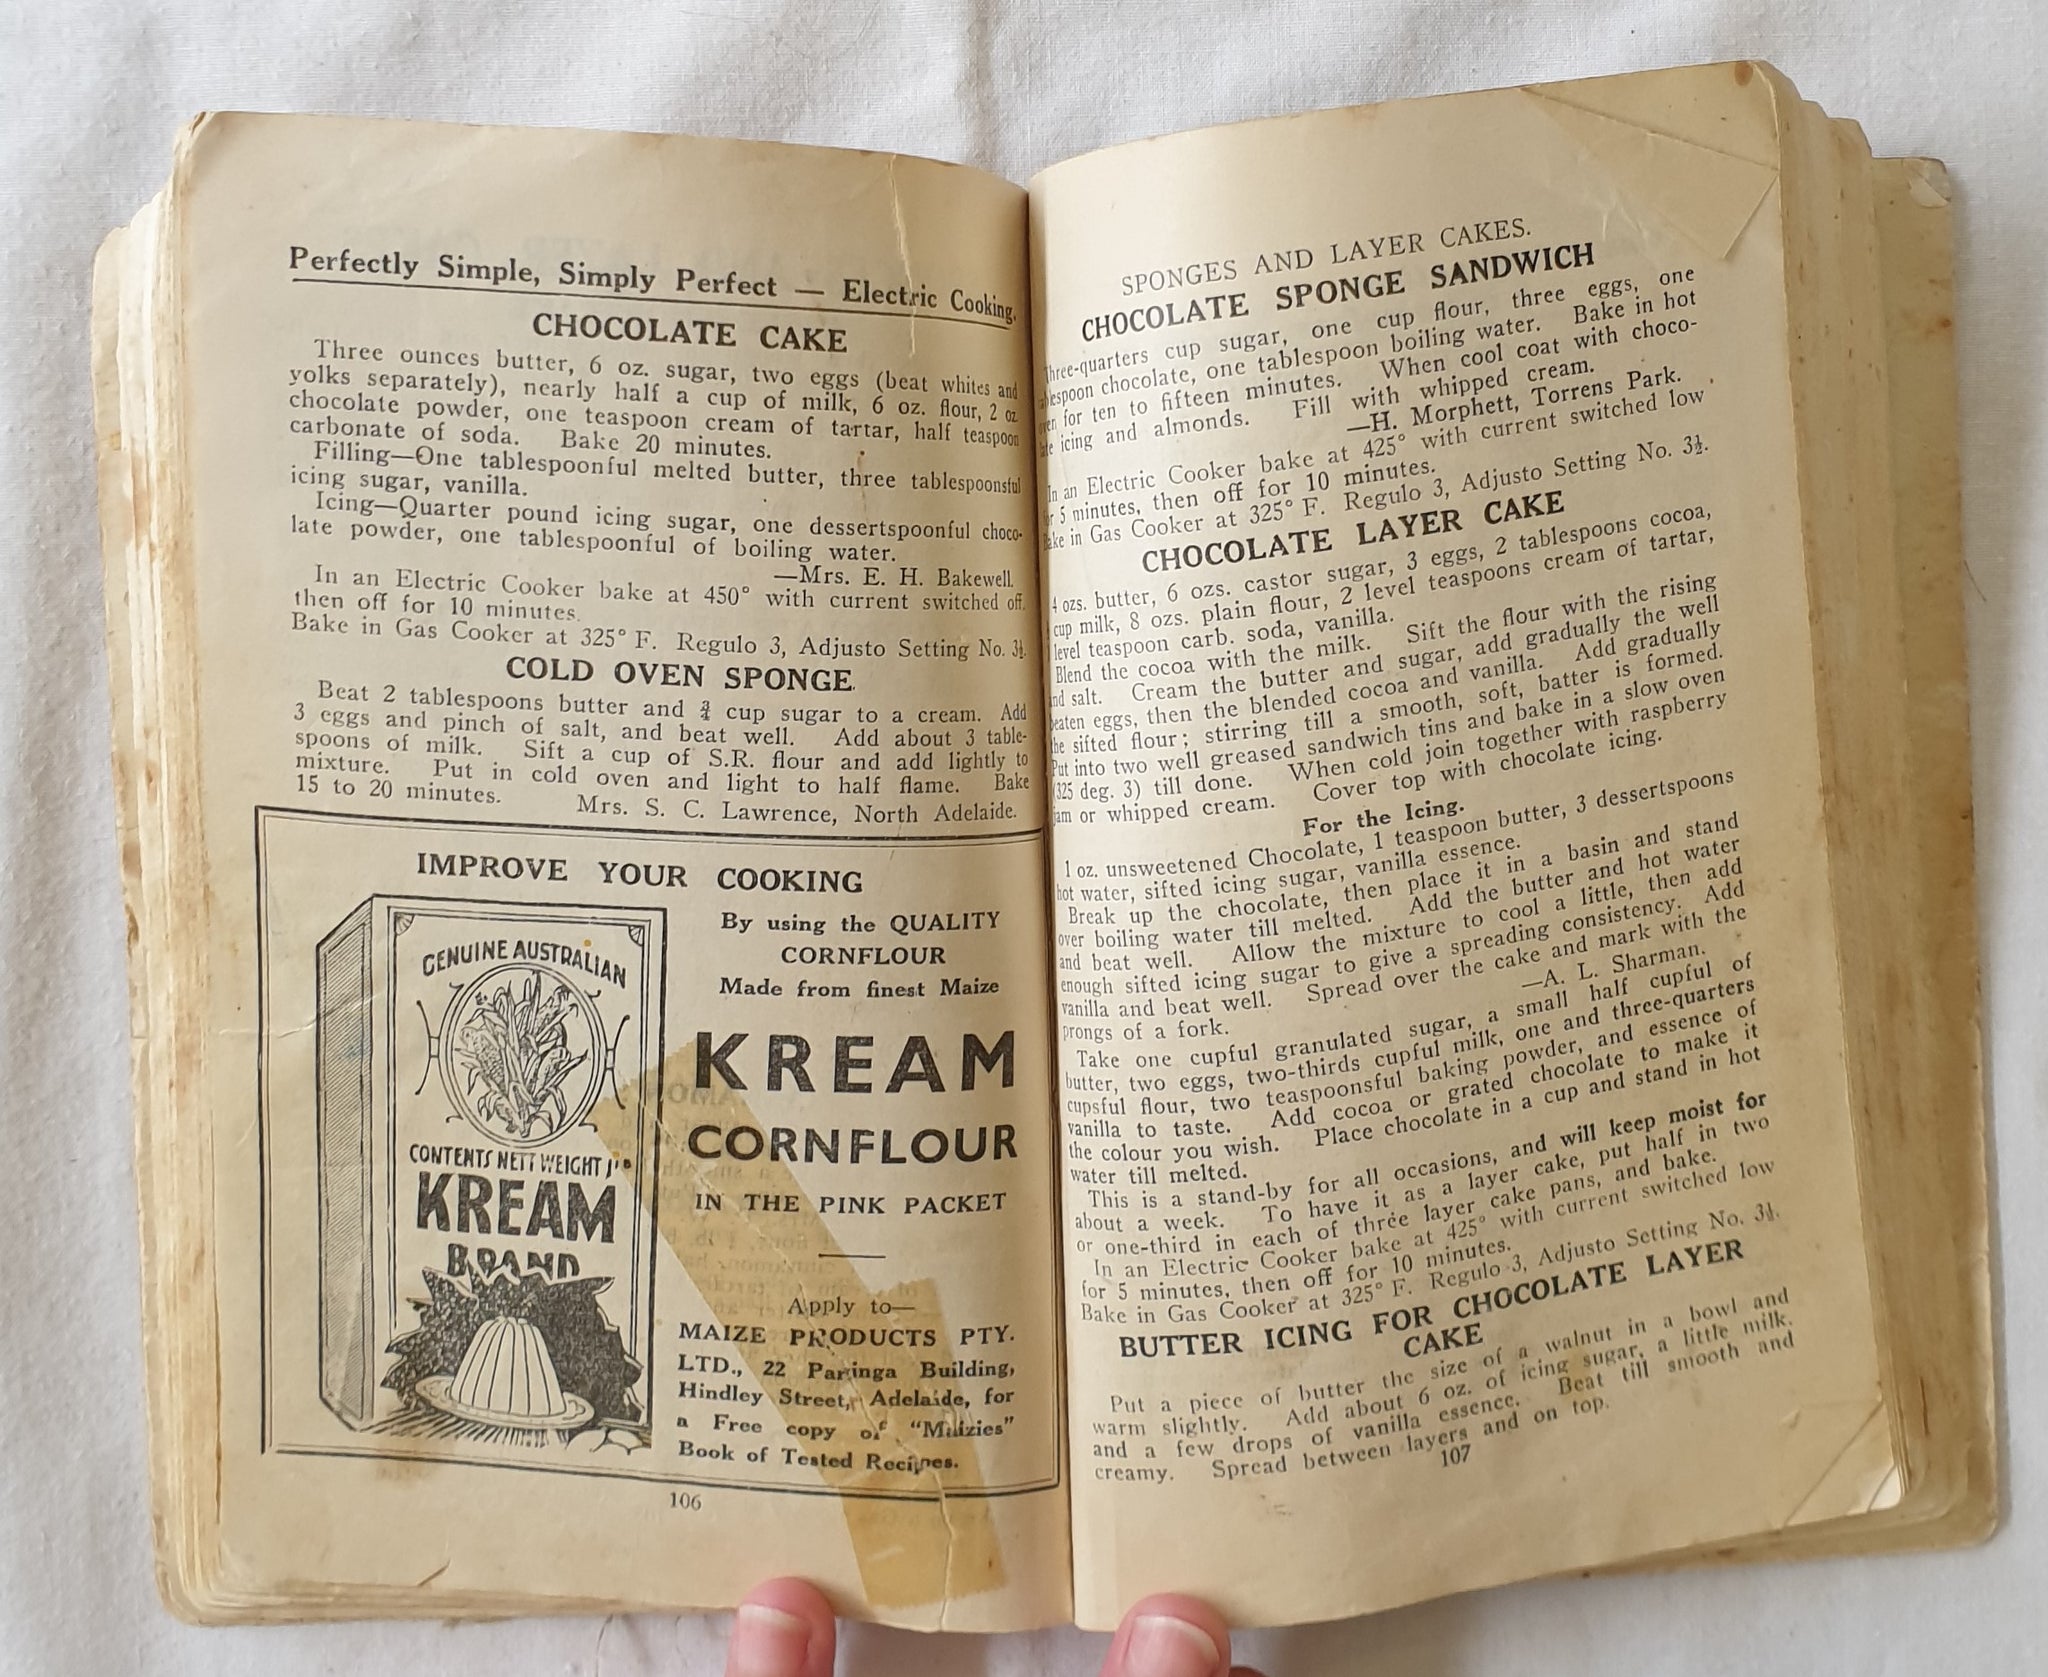 Perfectly Simple, Simply Perfect — Electric Cooking.
CHOCOLATE CAKE
Three ounces butter, 6 oz. sugar, two eggs (beat whites and
yolks separately), nearly half a cup of milk, 6 oz. flour, 2 oz.
chocolate powder, one teaspoon cream of tartar, half teaspoon
carbonate of soda. Bake 20 minutes.
Filling—One tablespoonful melted butter, three tablespoonsful
icing sugar, vanilla.
Icing—Quarter pound icing sugar, one dessertspoonful choco-
late powder, one tablespoonful of boiling water.
—Mrs. E. H. Bakewell.
In an Electric Cooker bake at 450° with current switched off,
then off for 10 minutes.
Bake in Gas Cooker at 325° F. Regulo 3, Adjusto Setting No. 3½.
COLD OVEN SPONGE.
Beat 2 tablespoons butter and ¾ cup sugar to a cream. Add
3 eggs and pinch of salt, and beat well. Add about 3 table-
spoons of milk. Sift a cup of S.R. flour and add lightly to
mixture. Put in cold oven and light to half flame. Bake
15 to 20 minutes.
Mrs. S. C. Lawrence, North Adelaide.
IMPROVE YOUR COOKING
By using the QUALITY
CORNFLOUR
Made from finest Maize
KREAM
CORNFLOUR
IN THE PINK PACKET
Apply to—
MAIZE PRODUCTS PTY.
LTD., 22 Paringa Building,
Hindley Street, Adelaide, for
a Free copy of "Maizies"
Book of Tested Recipes.
GENUINE AUSTRALIAN
CONTENTS NETT WEIGHT
KREAM
BRAND
106
SPONGES AND LAYER CAKES.
CHOCOLATE SPONGE SANDWICH
Three-quarters cup sugar, one cup flour, three eggs, one
tablespoon chocolate, one tablespoon boiling water. Bake in hot
oven for ten to fifteen minutes. When cool coat with choco-
late icing and almonds. Fill with whipped cream.
—H. Morphett, Torrens Park.
In an Electric Cooker bake at 425° with current switched low
for 5 minutes, then off for 10 minutes.
Bake in Gas Cooker at 325° F. Regulo 3, Adjusto Setting No. 3½.
CHOCOLATE LAYER CAKE
4 ozs. butter, 6 ozs. castor sugar, 3 eggs, 2 tablespoons cocoa,
cup milk, 8 ozs. plain flour, 2 level teaspoons cream of tartar,
level teaspoon carb. soda, vanilla.
Blend the cocoa with the milk. Sift the flour with the rising
and salt. Cream the butter and sugar, add gradually the well
beaten eggs, then the blended cocoa and vanilla. Add gradually
the sifted flour; stirring till a smooth, soft, batter is formed.
Put into two well greased sandwich tins and bake in a slow oven
(325 deg. 3) till done. When cold join together with raspberry
jam or whipped cream. Cover top with chocolate icing.
For the Icing.
1 oz. unsweetened Chocolate, 1 teaspoon butter, 3 dessertspoons
hot water, sifted icing sugar, vanilla essence.
Break up the chocolate, then place it in a basin and stand
over boiling water till melted. Add the butter and hot water
and beat well. Allow the mixture to cool a little, then add
enough sifted icing sugar to give a spreading consistency. Add
vanilla and beat well. Spread over the cake and mark with the
prongs of a fork.
—A. L. Sharman.
Take one cupful granulated sugar, a small half cupful of
butter, two eggs, two-thirds cupful milk, one and three-quarters
cupsful flour, two teaspoonsful baking powder, and essence of
vanilla to taste. Add cocoa or grated chocolate to make it
the colour you wish. Place chocolate in a cup and stand in hot
water till melted.
This is a stand-by for all occasions, and will keep moist for
about a week. To have it as a layer cake, put half in two
or one-third in each of three layer cake pans, and bake.
In an Electric Cooker bake at 425° with current switched low
for 5 minutes, then off for 10 minutes.
Bake in Gas Cooker at 325° F. Regulo 3, Adjusto Setting No. 3½.
BUTTER ICING FOR CHOCOLATE LAYER
CAKE
Put a piece of butter the size of a walnut in a bowl and
warm slightly. Add about 6 oz. of icing sugar, a little milk.
and a few drops of vanilla essence. Beat till smooth and
creamy. Spread between layers and on top.
107